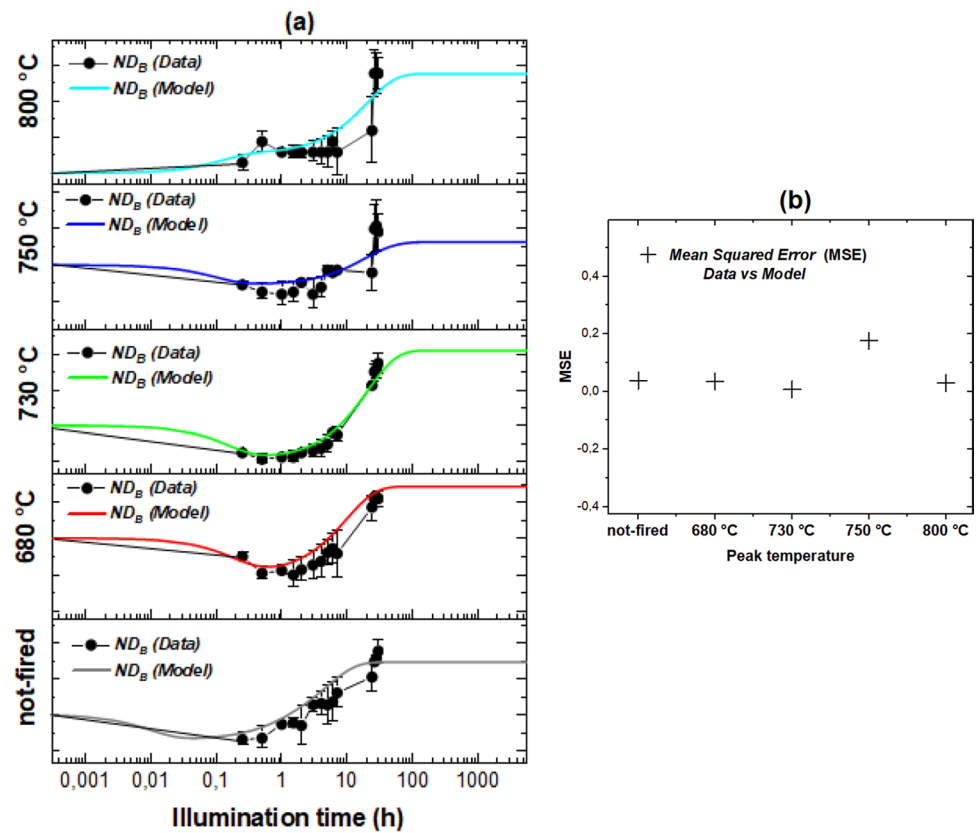 (a)
800 °C
ND_B (Data)
ND_B (Model)
750 °C
ND_B (Data)
ND_B (Model)
730 °C
ND_B (Data)
ND_B (Model)
680 °C
ND_B (Data)
ND_B (Model)
not-fired
ND_B (Data)
ND_B (Model)
0,001 0,01 0,1 1 10 100 1000
Illumination time (h)
(b)
Mean Squared Error (MSE)
Data vs Model
MSE
0,4
0,2
0,0
-0,2
-0,4
not-fired 680 °C 730 °C 750 °C 800 °C
Peak temperature